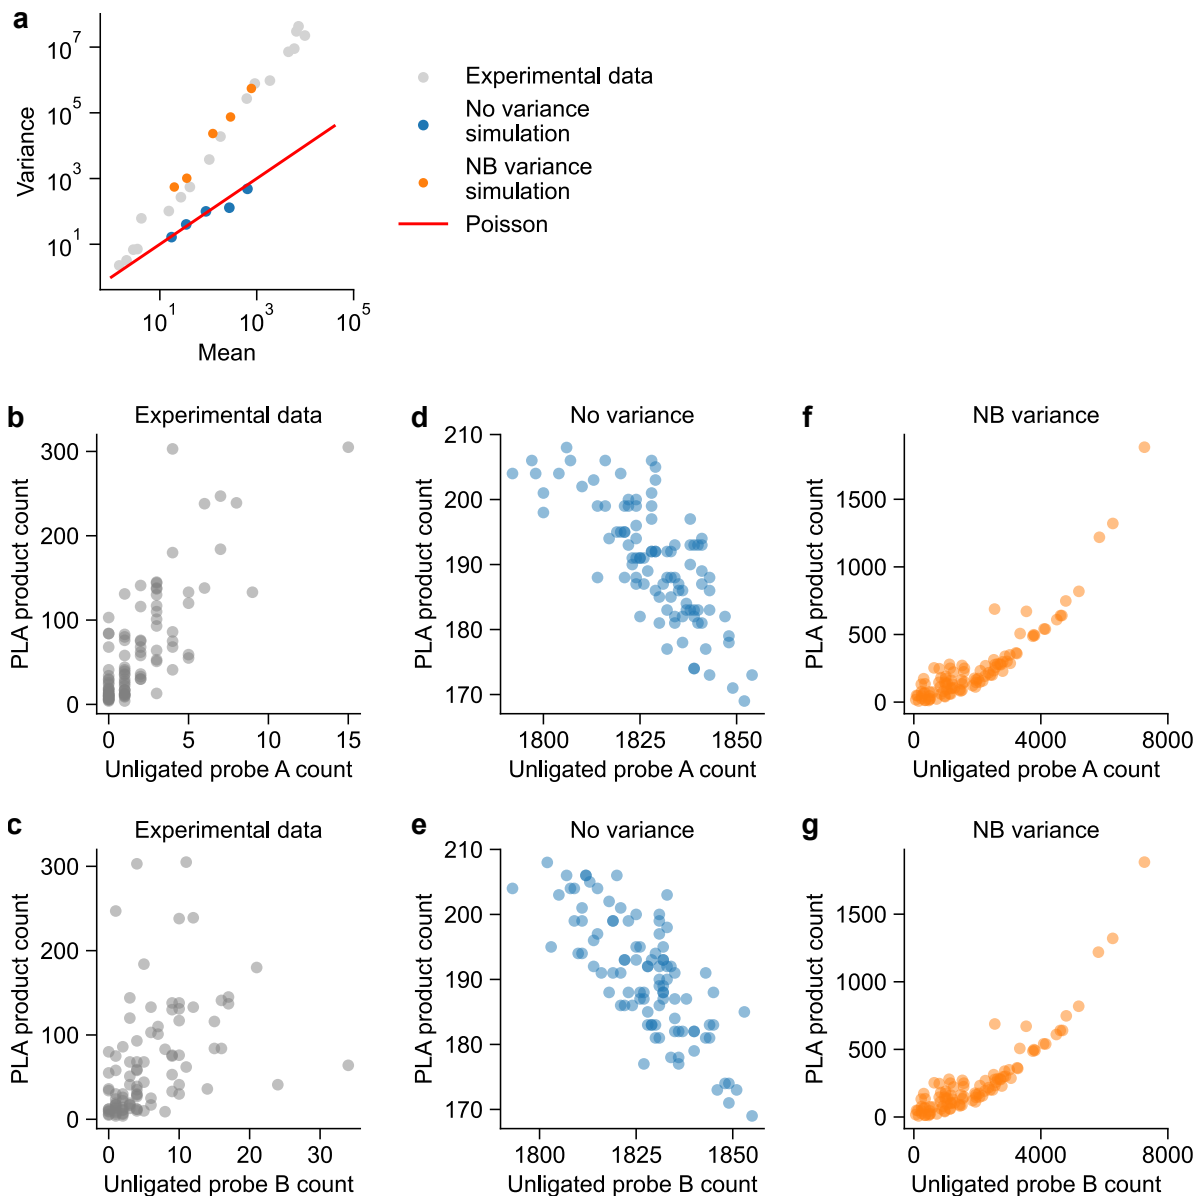 a
10^7
10^5
10^3
10^1
Variance
10^1
10^3
10^5
Mean
Experimental data
No variance
simulation
NB variance
simulation
Poisson
b
Experimental data
300
200
100
0
PLA product count
0
5
10
15
Unligated probe A count
d
No variance
210
200
190
180
170
PLA product count
1800
1825
1850
Unligated probe A count
f
NB variance
1500
1000
500
0
PLA product count
0
4000
8000
Unligated probe A count
c
Experimental data
300
200
100
0
PLA product count
0
10
20
30
Unligated probe B count
e
No variance
210
200
190
180
170
PLA product count
1800
1825
1850
Unligated probe B count
g
NB variance
1500
1000
500
0
PLA product count
0
4000
8000
Unligated probe B count